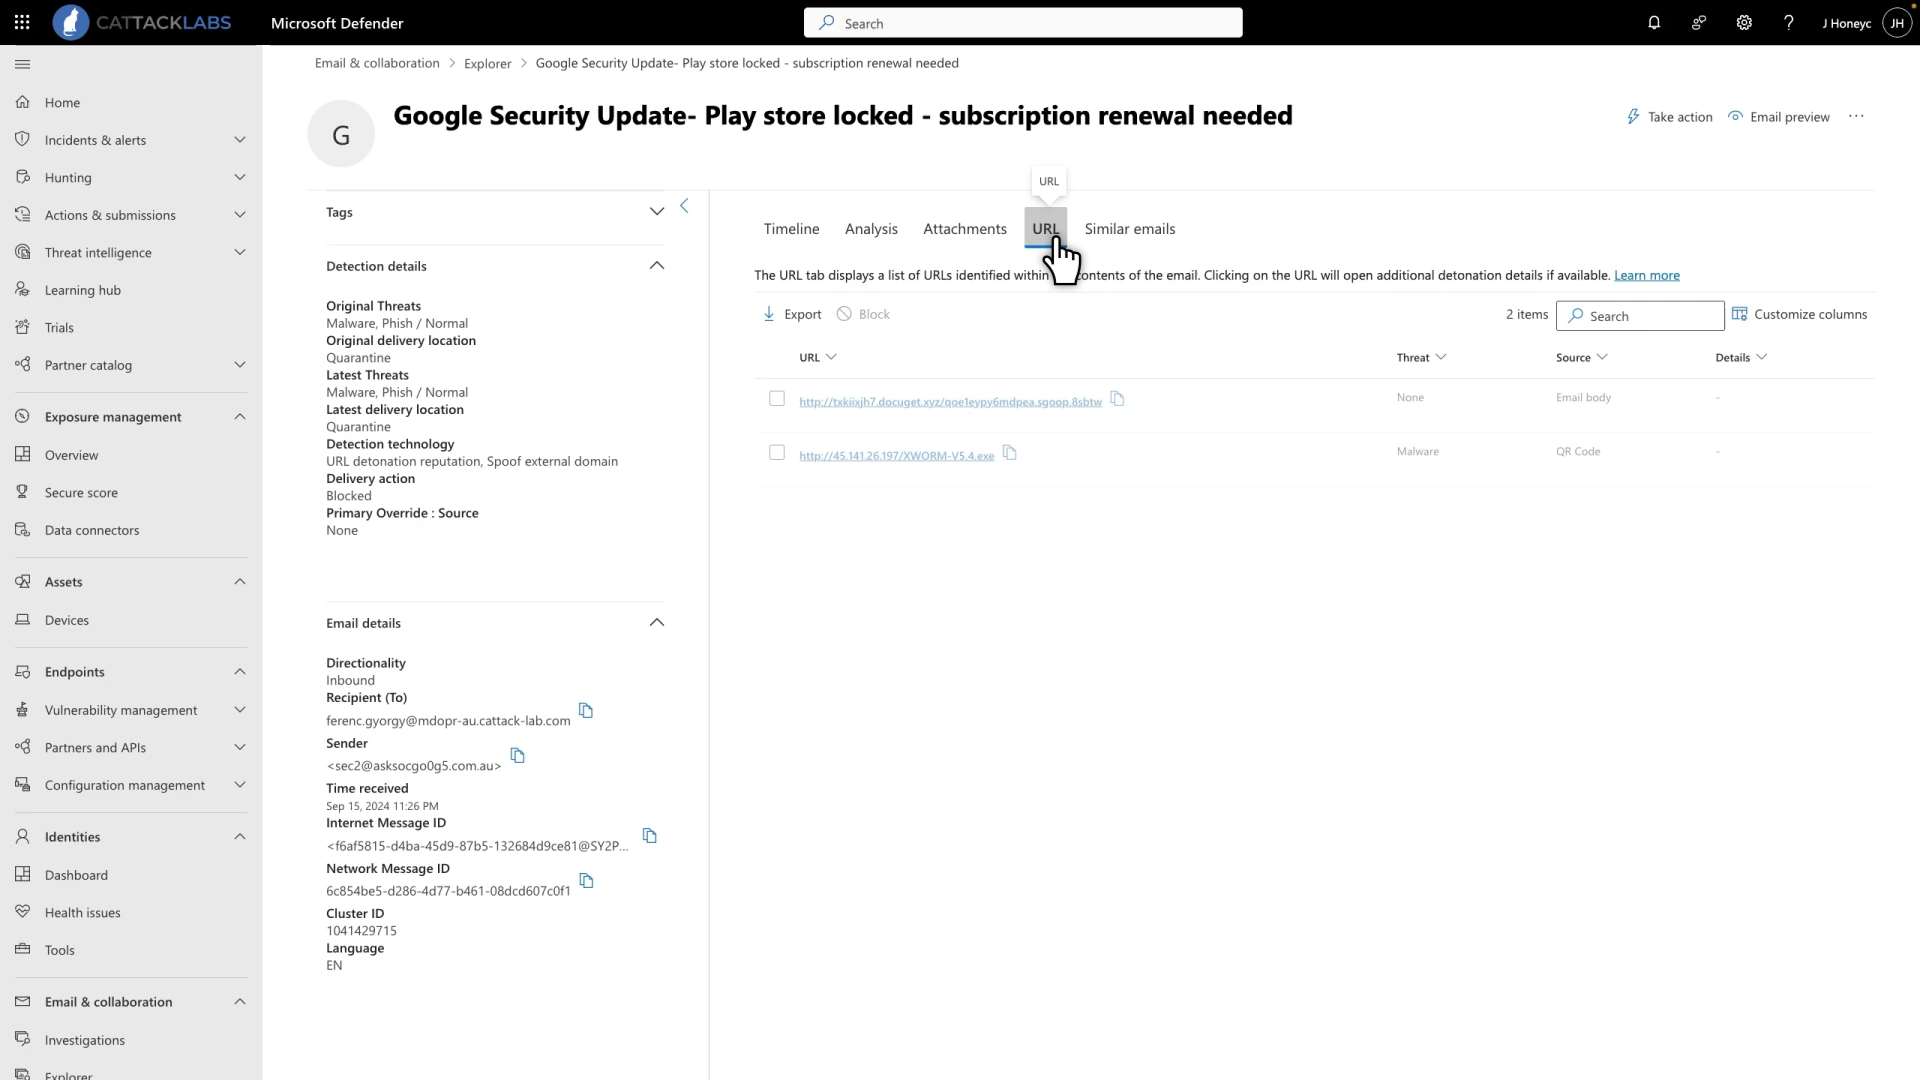 CATTACKLABS
Microsoft Defender
Search
J Honeyc
JH
Home
Incidents & alerts
Hunting
Actions & submissions
Threat intelligence
Learning hub
Trials
Partner catalog
Exposure management
Overview
Secure score
Data connectors
Assets
Devices
Endpoints
Vulnerability management
Partners and APIs
Configuration management
Identities
Dashboard
Health issues
Tools
Email & collaboration
Investigations
Explorer
Email & collaboration > Explorer > Google Security Update- Play store locked - subscription renewal needed
G
Google Security Update- Play store locked - subscription renewal needed
Take action
Email preview
Tags
Detection details
Original Threats
Malware, Phish / Normal
Original delivery location
Quarantine
Latest Threats
Malware, Phish / Normal
Latest delivery location
Quarantine
Detection technology
URL detonation reputation, Spoof external domain
Delivery action
Blocked
Primary Override : Source
None
Email details
Directionality
Inbound
Recipient (To)
ferenc.gyorgy@mdopr-au.cattack-lab.com
Sender
<sec2@asksocgo0g5.com.au>
Time received
Sep 15, 2024 11:26 PM
Internet Message ID
<f6af5815-d4ba-45d9-87b5-132684d9ce81@SY2P...
Network Message ID
6c854be5-d286-4d77-b461-08dcd607c0f1
Cluster ID
1041429715
Language
EN
URL
Timeline Analysis Attachments URL Similar emails
The URL tab displays a list of URLs identified within contents of the email. Clicking on the URL will open additional detonation details if available. Learn more
Export Block 2 items Search Customize columns
URL Threat Source Details
http://txkiixjh7.docuget.xyz/qoe1eypy6mdpea.sgoop.8sbtw None Email body -
http://45.141.26.197/XWORM-V5.4.exe Malware QR Code -